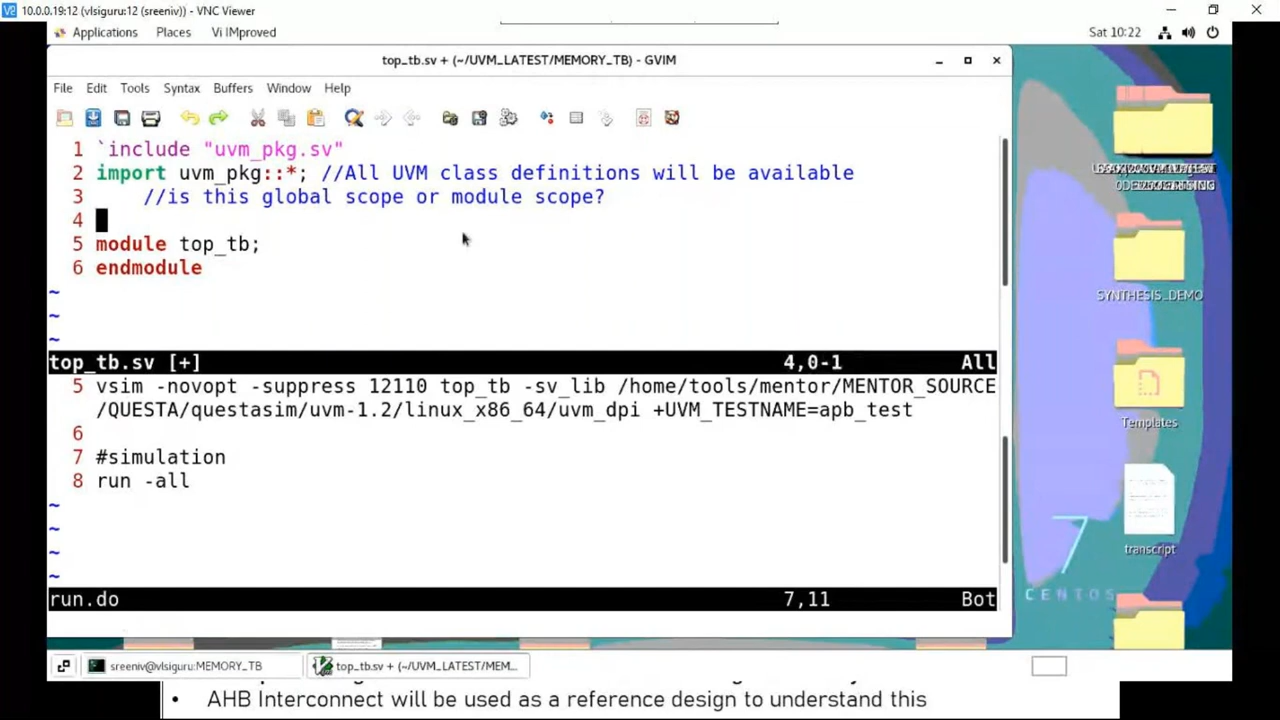 10.0.0.19:12 (vlsiguru:12 (sreeniv)) - VNC Viewer
Applications Places Vi IMproved Sat 10:22
top_tb.sv + (~/UVM_LATEST/MEMORY_TB) - GVIM
File Edit Tools Syntax Buffers Window Help
1 `include "uvm_pkg.sv"
2 import uvm_pkg::*; //All UVM class definitions will be available
3 //is this global scope or module scope?
4
5 module top_tb;
6 endmodule
~
~
~
top_tb.sv [+] 4,0-1 All
5 vsim -novopt -suppress 12110 top_tb -sv_lib /home/tools/mentor/MENTOR_SOURCE
/QUESTA/questasim/uvm-1.2/linux_x86_64/uvm_dpi +UVM_TESTNAME=apb_test
6
7 #simulation
8 run -all
~
~
~
~
run.do 7,11 Bot
SYNTHESIS_DEMO
Templates
transcript
7
CENTOS
sreeniv@vlsiguru:MEMORY_TB
top_tb.sv + (~/UVM_LATEST/MEM...
• AHB Interconnect will be used as a reference design to understand this